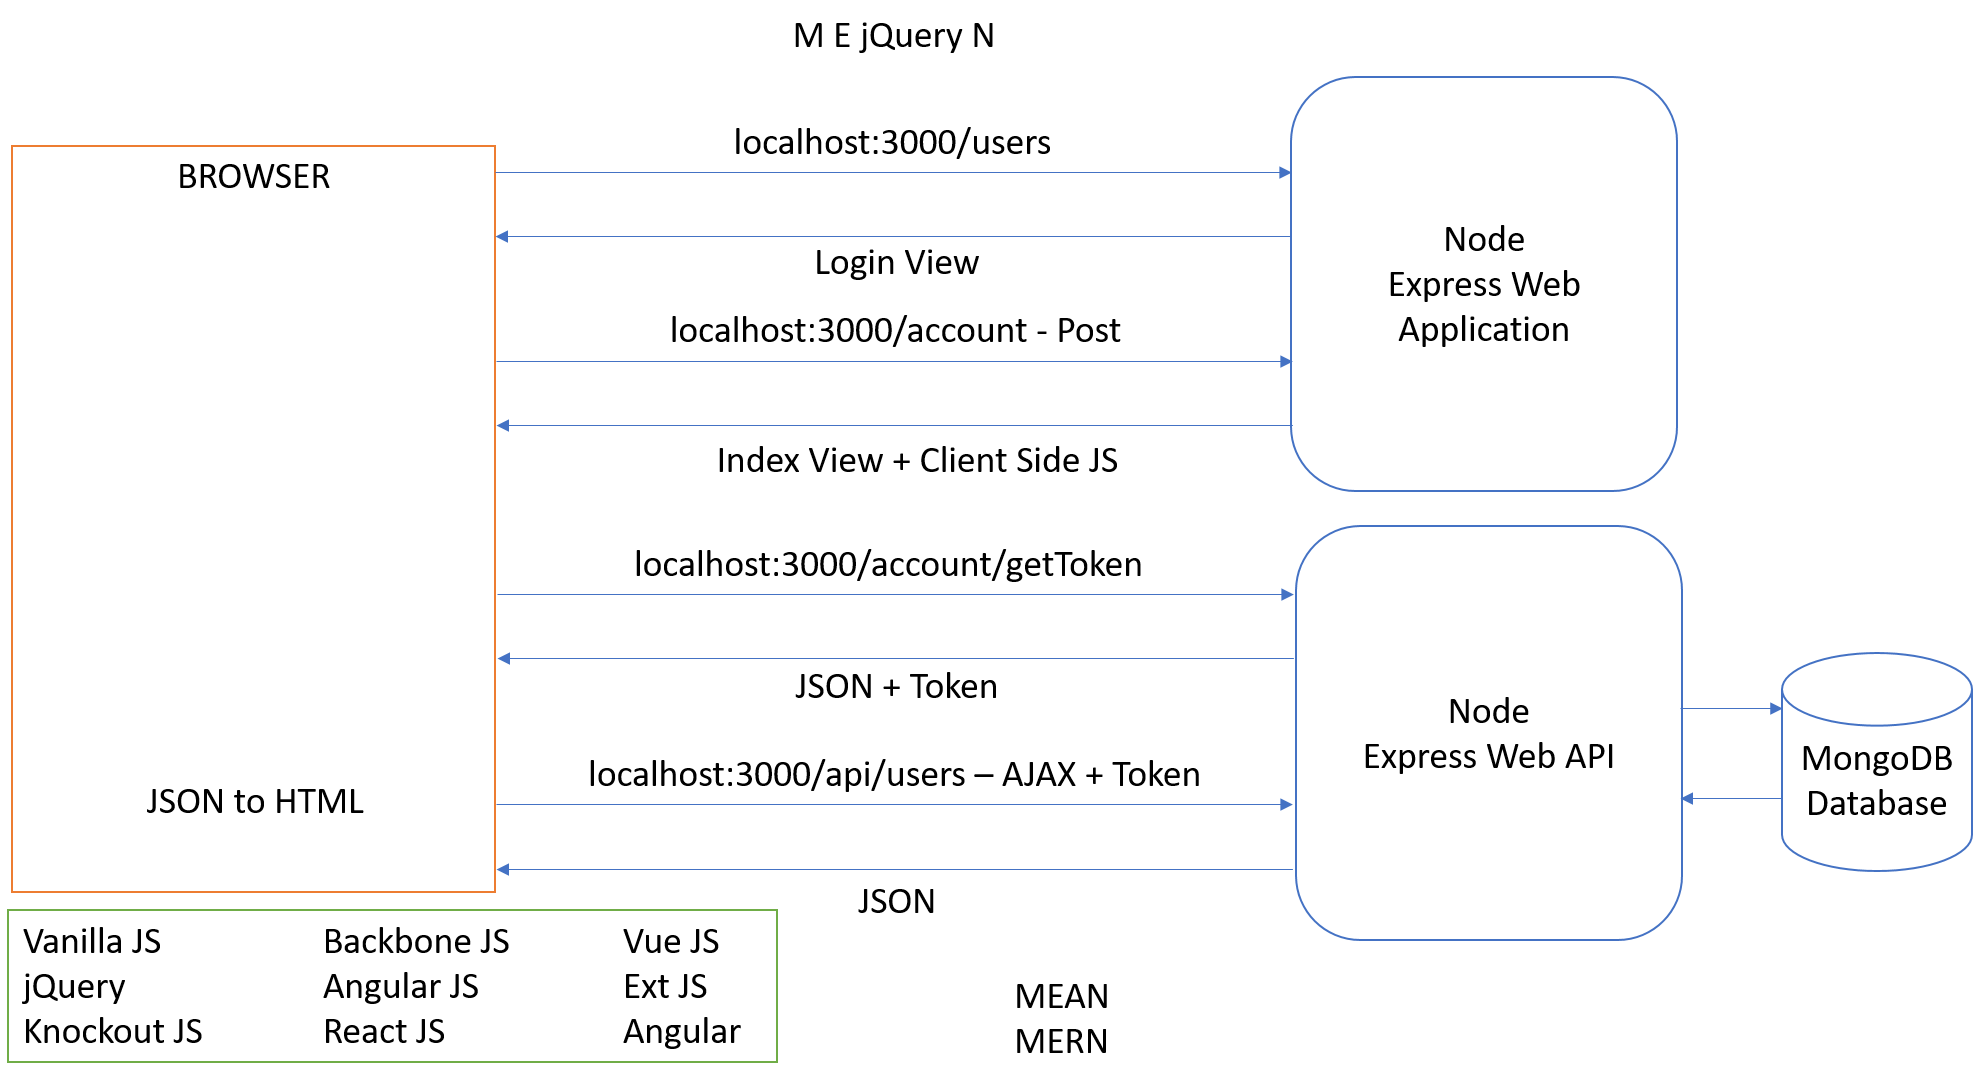 M E jQuery N
localhost:3000/users
BROWSER
Login View
Node
Express Web
Application
localhost:3000/account - Post
Index View + Client Side JS
localhost:3000/account/getToken
JSON + Token
Node
Express Web API
MongoDB
Database
localhost:3000/api/users – AJAX + Token
JSON to HTML
JSON
Vanilla JS
jQuery
Knockout JS
Backbone JS
Angular JS
React JS
Vue JS
Ext JS
Angular
MEAN
MERN